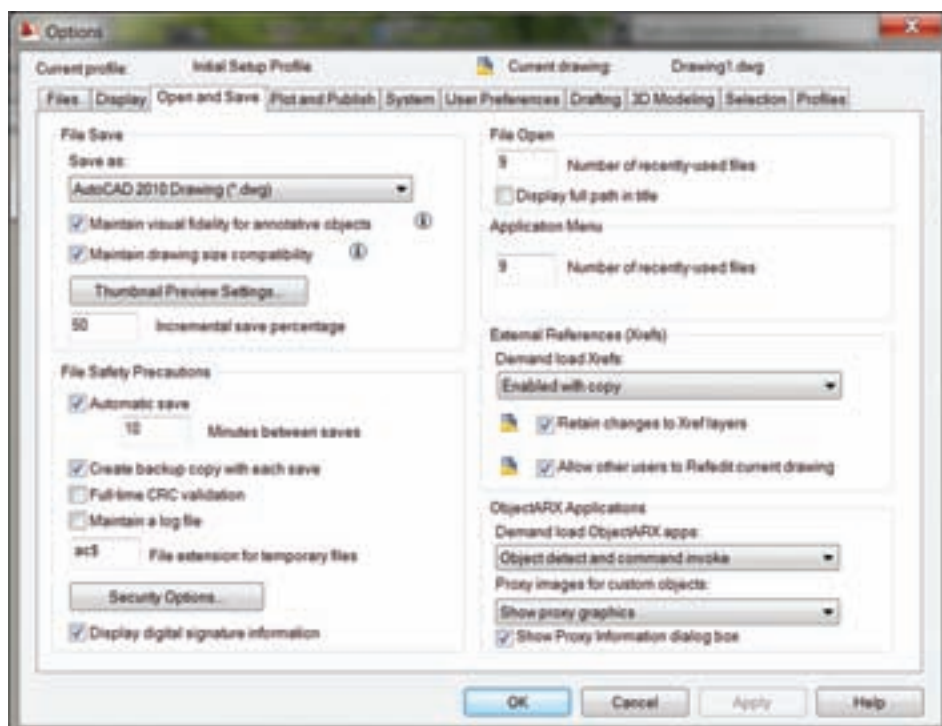 Options
Current profile: Initial Setup Profile Current drawing: Drawing1.dwg
Files Display Open and Save Plot and Publish System User Preferences Drafting 3D Modeling Selection Profiles
File Save
Save as:
AutoCAD 2010 Drawing (*.dwg)
Maintain visual fidelity for annotative objects
Maintain drawing size compatibility
Thumbnail Preview Settings...
50 Incremental save percentage
File Safety Precautions
Automatic save
10 Minutes between saves
Create backup copy with each save
Full-time CRC validation
Maintain a log file
ac$ File extension for temporary files
Security Options...
Display digital signature information
File Open
9 Number of recently-used files
Display full path in title
Application Menu
9 Number of recently-used files
External References (Xrefs)
Demand load Xrefs:
Enabled with copy
Retain changes to Xref layers
Allow other users to Refedit current drawing
ObjectARX Applications
Demand load ObjectARX apps:
Object detect and command invoke
Proxy images for custom objects:
Show proxy graphics
Show Proxy Information dialog box
OK Cancel Apply Help